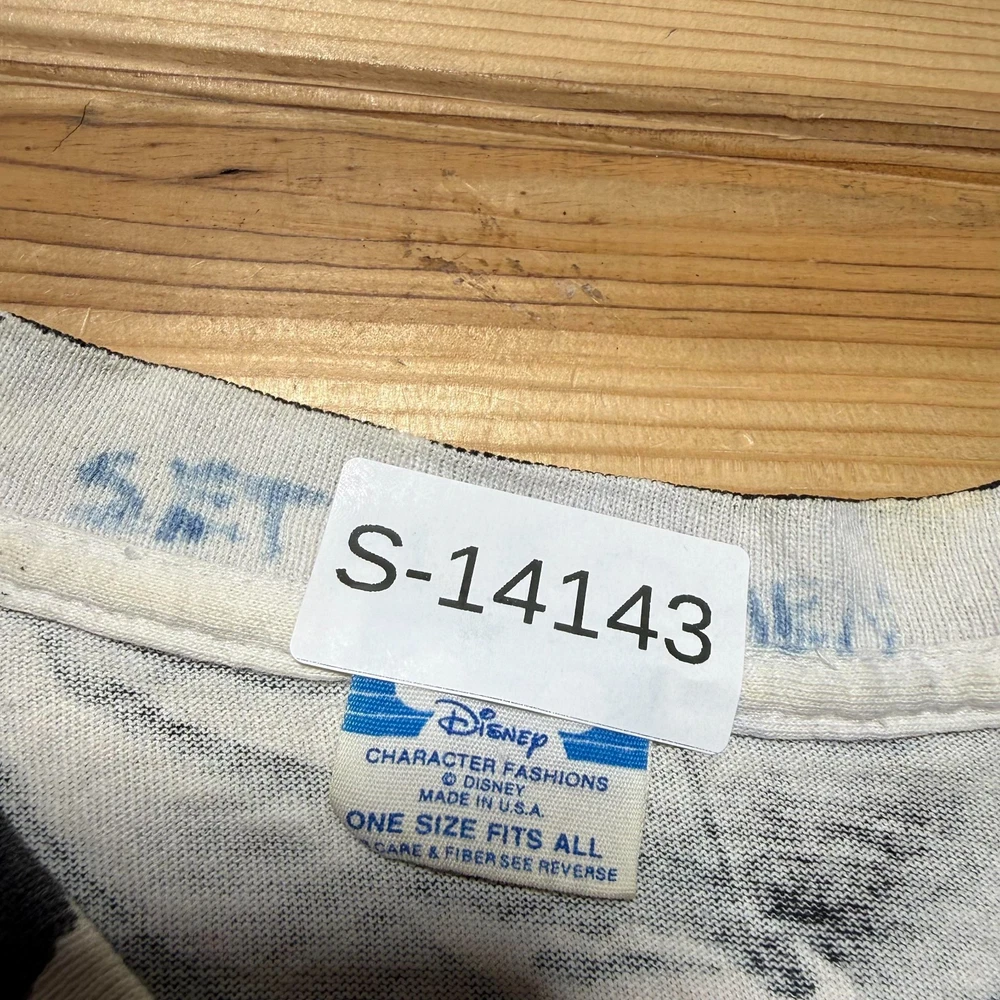 SET
S-14143
DISNEY
CHARACTER FASHIONS
© DISNEY
MADE IN U.S.A.
ONE SIZE FITS ALL
CARE & FIBER SEE REVERSE